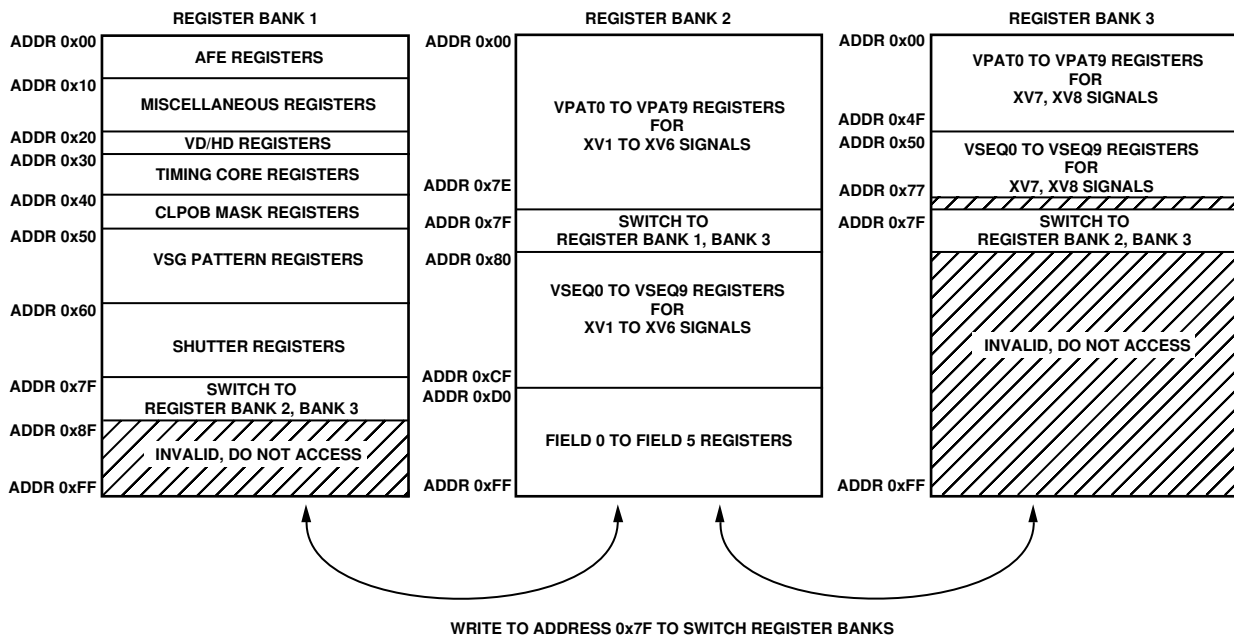 REGISTER BANK 1
ADDR 0x00
AFE REGISTERS
ADDR 0x10
MISCELLANEOUS REGISTERS
ADDR 0x20
VD/HD REGISTERS
ADDR 0x30
TIMING CORE REGISTERS
ADDR 0x40
CLPOB MASK REGISTERS
ADDR 0x50
VSG PATTERN REGISTERS
ADDR 0x60
SHUTTER REGISTERS
ADDR 0x7F
SWITCH TO
REGISTER BANK 2, BANK 3
ADDR 0x8F
INVALID, DO NOT ACCESS
ADDR 0xFF
REGISTER BANK 2
ADDR 0x00
VPAT0 TO VPAT9 REGISTERS
FOR
XV1 TO XV6 SIGNALS
ADDR 0x7E
ADDR 0x7F
SWITCH TO
REGISTER BANK 1, BANK 3
ADDR 0x80
VSEQ0 TO VSEQ9 REGISTERS
FOR
XV1 TO XV6 SIGNALS
ADDR 0xCF
ADDR 0xD0
FIELD 0 TO FIELD 5 REGISTERS
ADDR 0xFF
REGISTER BANK 3
ADDR 0x00
VPAT0 TO VPAT9 REGISTERS
FOR
XV7, XV8 SIGNALS
ADDR 0x4F
ADDR 0x50
VSEQ0 TO VSEQ9 REGISTERS
FOR
XV7, XV8 SIGNALS
ADDR 0x77
ADDR 0x7F
SWITCH TO
REGISTER BANK 2, BANK 3
INVALID, DO NOT ACCESS
ADDR 0xFF
WRITE TO ADDRESS 0x7F TO SWITCH REGISTER BANKS